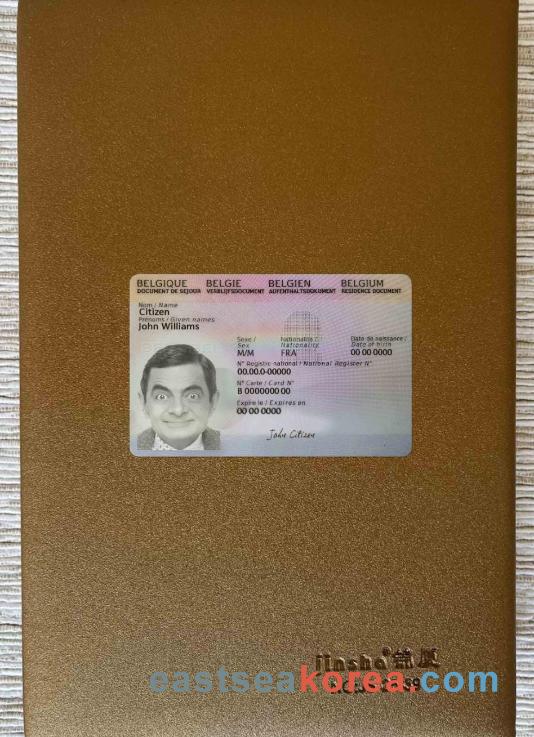 BELGIQUE BELGIE BELGIEN BELGIUM
DOCUMENT DE SEJOUR VERBLIJFSDOCUMENT AUFENTHALTSDOKUMENT RESIDENCE DOCUMENT
Nom / Name
Citizen
Prénoms / Given names
John Williams
Sexe / Nationalité / Date de naissance /
Sex Nationality Date of birth
M/M FRA 00 00 0000
N° Registre national / National Register N°
00.00.0-00000
N° Carte / Card N°
B 0000000 00
Expire le / Expires on
00 00 0000
John Citizen
jinsha®锦厦
eastseakorea.com